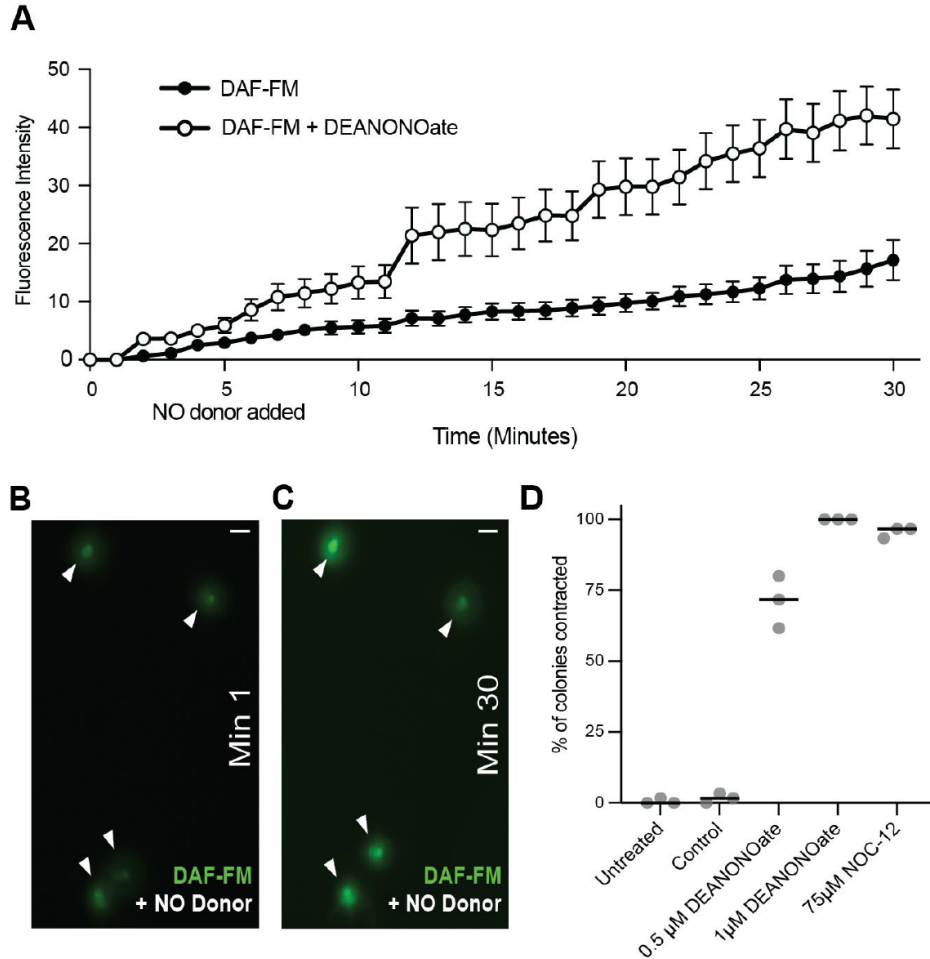 A
50
40
30
20
10
0
Fluorescence Intensity
DAF-FM
DAF-FM + DEANONOate
0 5 10 15 20 25 30
NO donor added
Time (Minutes)
B
Min 1
DAF-FM
+ NO Donor
C
Min 30
DAF-FM
+ NO Donor
D
100
75
50
25
0
% of colonies contracted
Untreated
Control
0.5 µM DEANONOate
1µM DEANONOate
75µM NOC-12